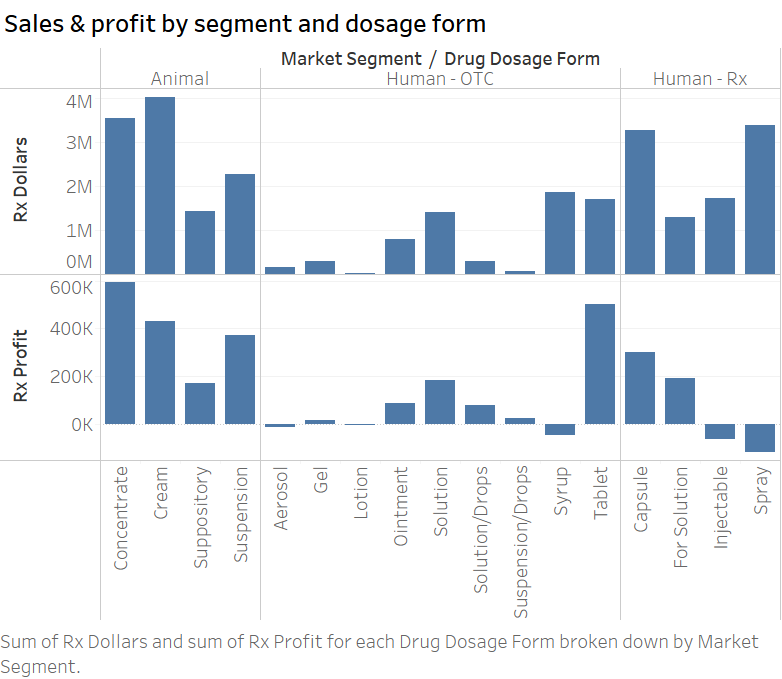 Sales & profit by segment and dosage form
Market Segment / Drug Dosage Form
Animal
Human - OTC
Human - Rx
Rx Dollars
4M
3M
2M
1M
0M
Rx Profit
600K
400K
200K
0K
Concentrate
Cream
Suppository
Suspension
Aerosol
Gel
Lotion
Ointment
Solution
Solution/Drops
Suspension/Drops
Syrup
Tablet
Capsule
For Solution
Injectable
Spray
Sum of Rx Dollars and sum of Rx Profit for each Drug Dosage Form broken down by Market
Segment.